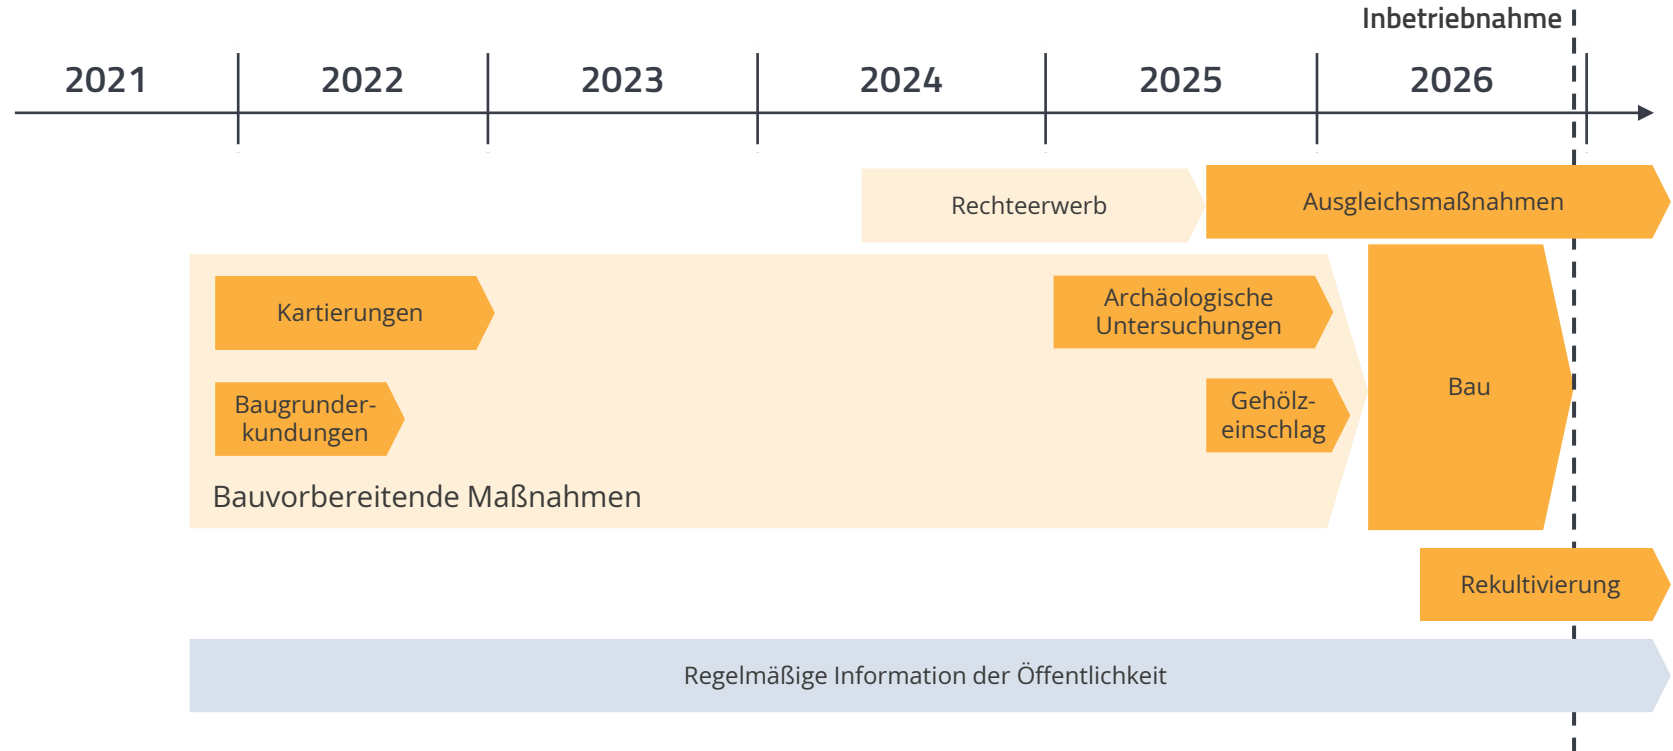 Inbetriebnahme
2021
2022
2023
2024
2025
2026
Rechteerwerb
Ausgleichsmaßnahmen
Kartierungen
Archäologische
Untersuchungen
Baugrunder-
kundungen
Gehölz-
einschlag
Bau
Bauvorbereitende Maßnahmen
Rekultivierung
Regelmäßige Information der Öffentlichkeit